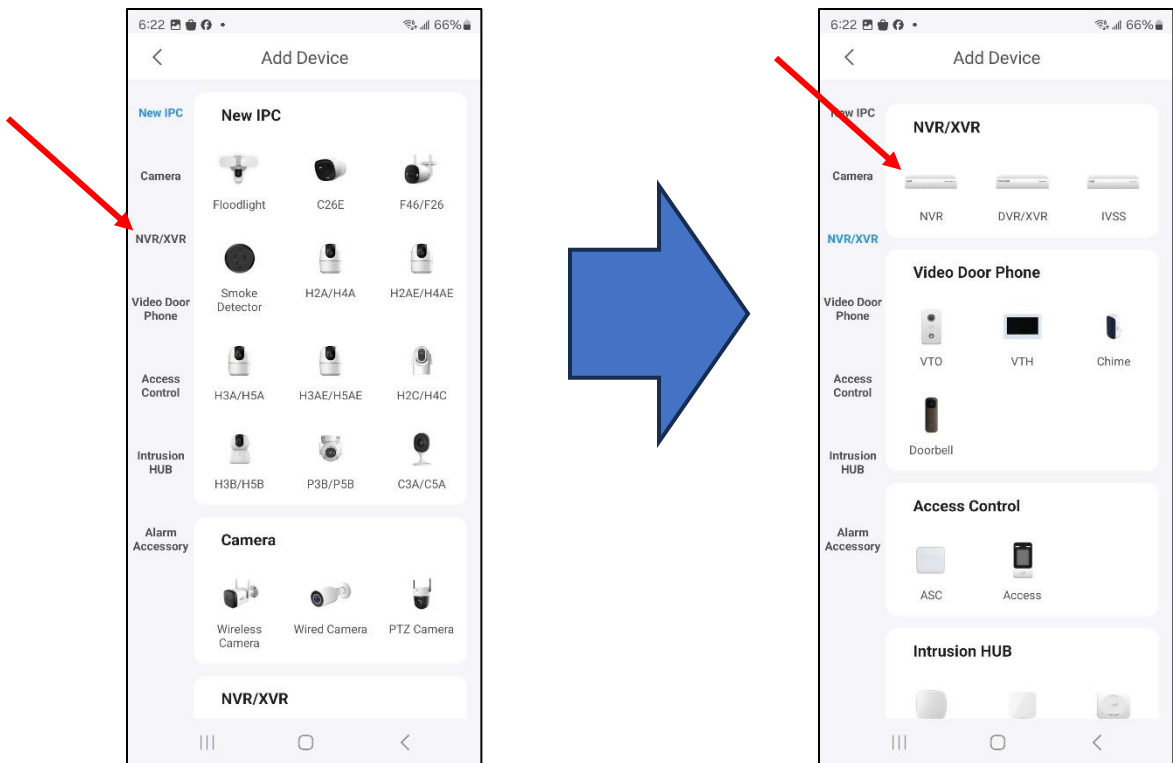 6:22
66%
Add Device
New IPC
Camera
NVR/XVR
Video Door
Phone
Access
Control
Intrusion
HUB
Alarm
Accessory
New IPC
Floodlight
C26E
F46/F26
Smoke
Detector
H2A/H4A
H2AE/H4AE
H3A/H5A
H3AE/H5AE
H2C/H4C
H3B/H5B
P3B/P5B
C3A/C5A
Camera
Wireless
Camera
Wired Camera
PTZ Camera
NVR/XVR
6:22
66%
Add Device
New IPC
Camera
NVR/XVR
Video Door
Phone
Access
Control
Intrusion
HUB
Alarm
Accessory
NVR/XVR
NVR
DVR/XVR
IVSS
Video Door Phone
VTO
VTH
Chime
Doorbell
Access Control
ASC
Access
Intrusion HUB